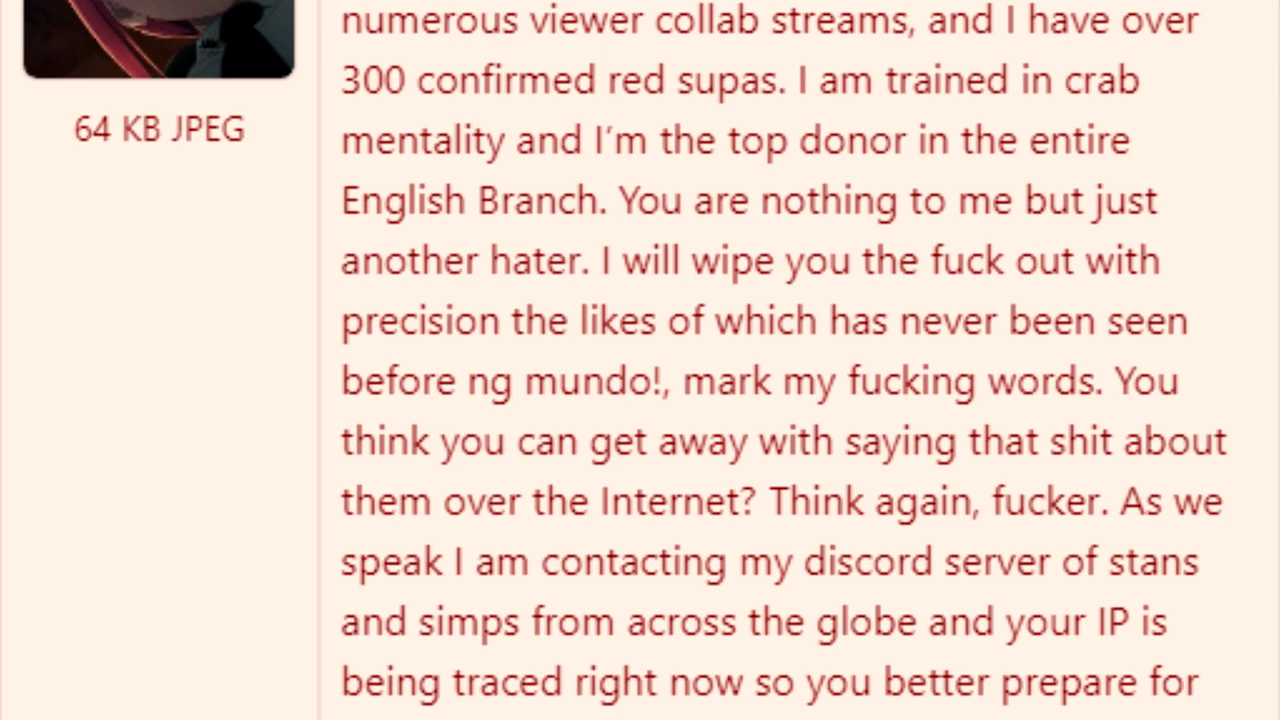 numerous viewer collab streams, and I have over
300 confirmed red supas. I am trained in crab
64 KB JPEG
mentality and I'm the top donor in the entire
English Branch. You are nothing to me but just
another hater. I will wipe you the fuck out with
precision the likes of which has never been seen
before ng mundo!, mark my fucking words. You
think you can get away with saying that shit about
them over the Internet? Think again, fucker. As we
speak I am contacting my discord server of stans
and simps from across the globe and your IP is
being traced right now so you better prepare for